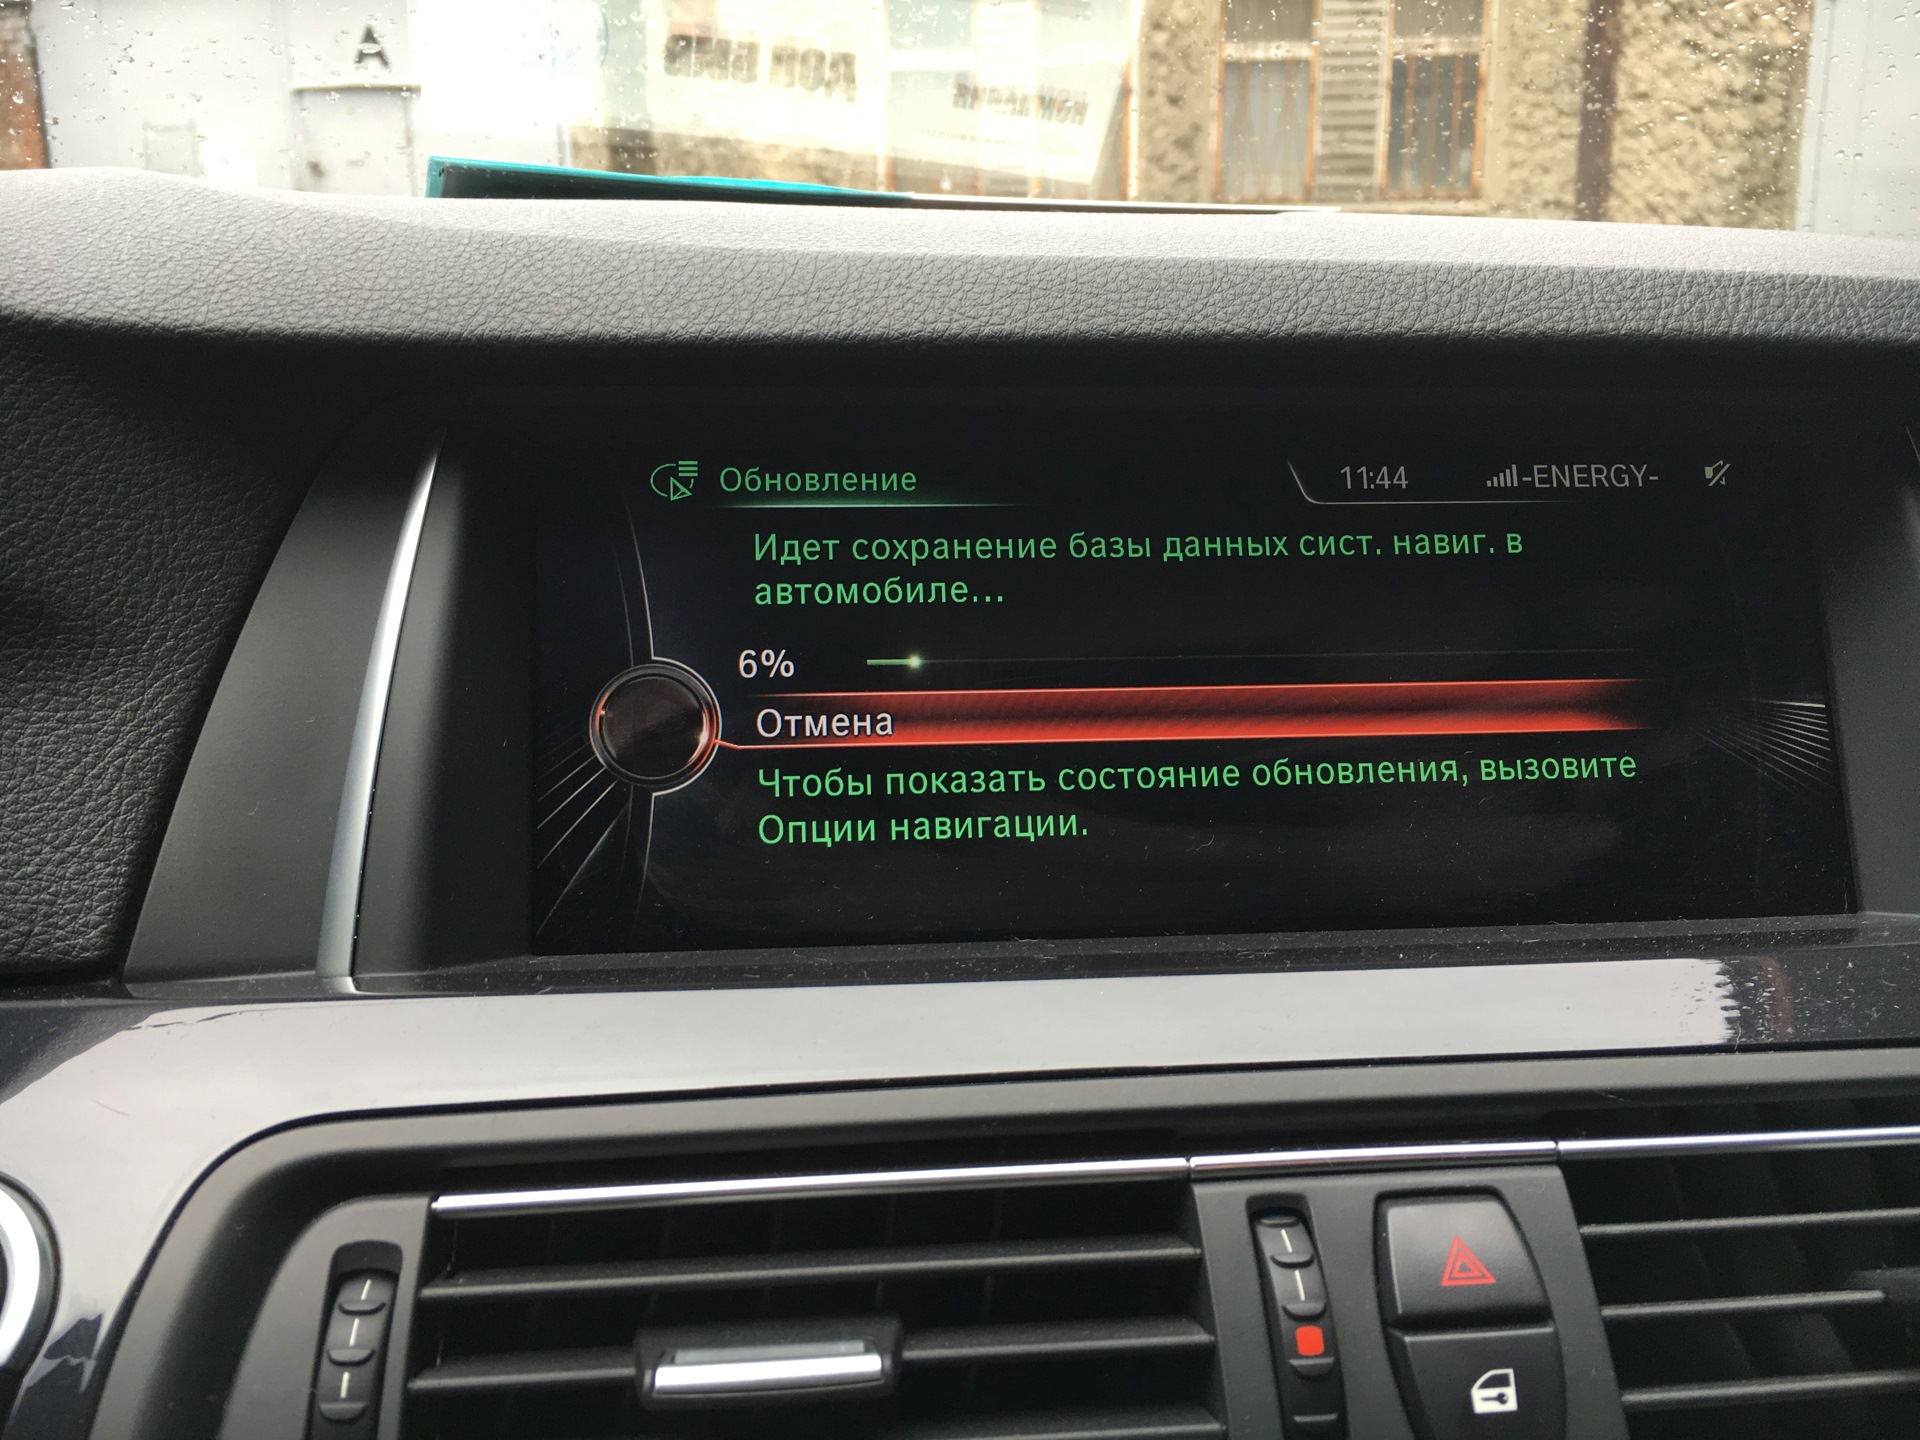 A
Обновление
11:44
-ENERGY-
Идет сохранение базы данных сист. навиг. в
автомобиле...
6%
Отмена
Чтобы показать состояние обновления, вызовите
Опции навигации.